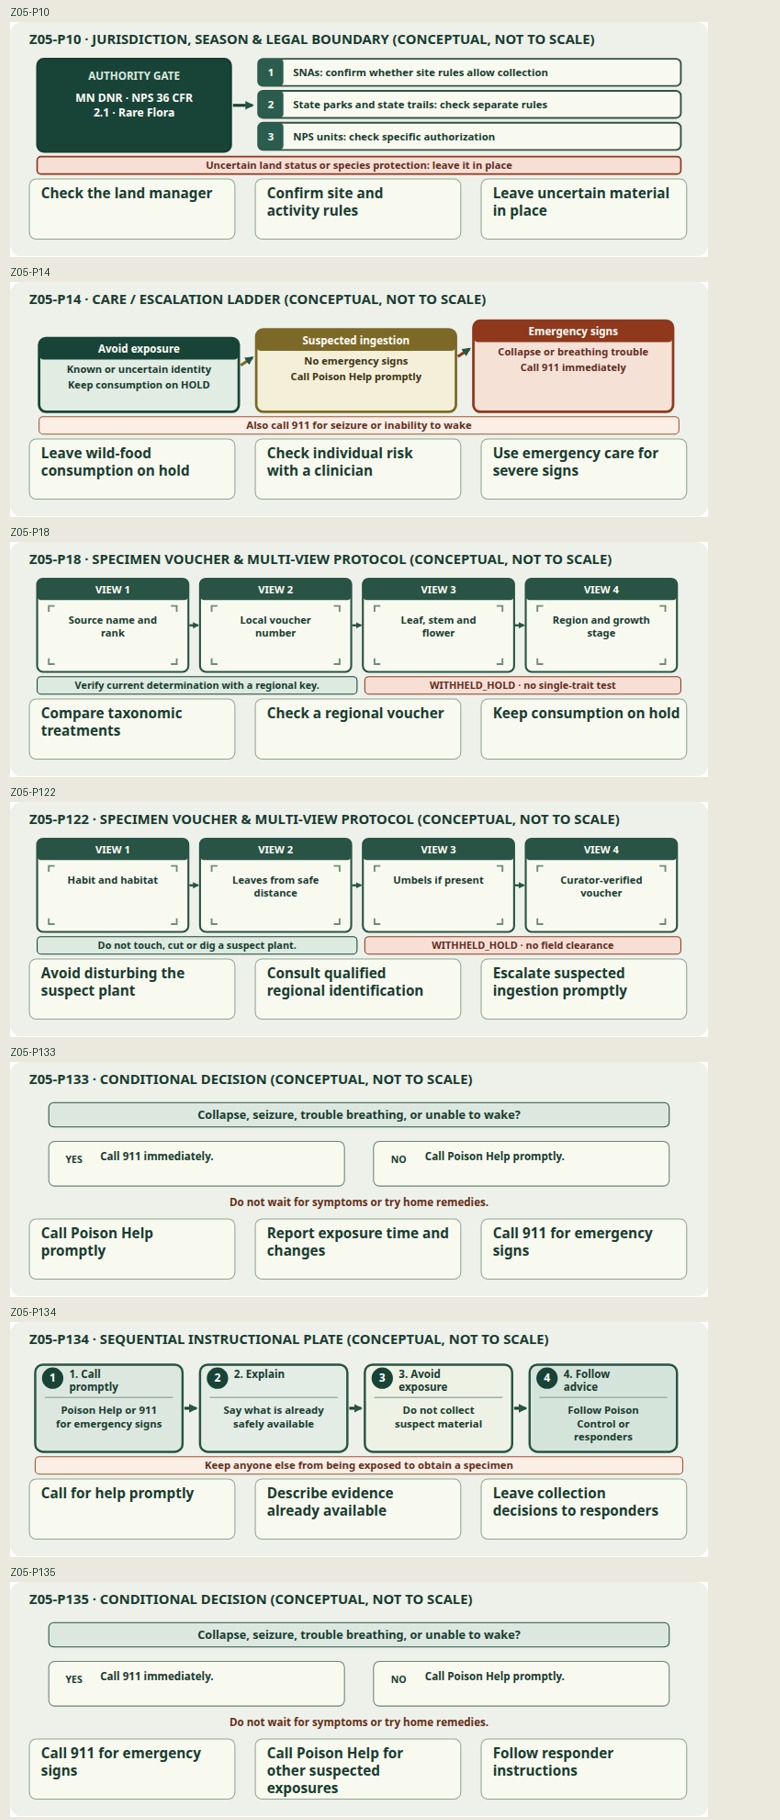 Z05-P10
Z05-P10 · JURISDICTION, SEASON & LEGAL BOUNDARY (CONCEPTUAL, NOT TO SCALE)
AUTHORITY GATE
MN DNR · NPS 36 CFR
2.1 · Rare Flora
1 SNAs: confirm whether site rules allow collection
2 State parks and state trails: check separate rules
3 NPS units: check specific authorization
Uncertain land status or species protection: leave it in place
Check the land manager
Confirm site and
activity rules
Leave uncertain material
in place
Z05-P14
Z05-P14 · CARE / ESCALATION LADDER (CONCEPTUAL, NOT TO SCALE)
Avoid exposure
Known or uncertain identity
Keep consumption on HOLD
Suspected ingestion
No emergency signs
Call Poison Help promptly
Emergency signs
Collapse or breathing trouble
Call 911 immediately
Also call 911 for seizure or inability to wake
Leave wild-food
consumption on hold
Check individual risk
with a clinician
Use emergency care for
severe signs
Z05-P18
Z05-P18 · SPECIMEN VOUCHER & MULTI-VIEW PROTOCOL (CONCEPTUAL, NOT TO SCALE)
VIEW 1
Source name and
rank
VIEW 2
Local voucher
number
VIEW 3
Leaf, stem and
flower
VIEW 4
Region and growth
stage
Verify current determination with a regional key.
WITHHELD_HOLD · no single-trait test
Compare taxonomic
treatments
Check a regional voucher
Keep consumption on hold
Z05-P122
Z05-P122 · SPECIMEN VOUCHER & MULTI-VIEW PROTOCOL (CONCEPTUAL, NOT TO SCALE)
VIEW 1
Habit and habitat
VIEW 2
Leaves from safe
distance
VIEW 3
Umbels if present
VIEW 4
Curator-verified
voucher
Do not touch, cut or dig a suspect plant.
WITHHELD_HOLD · no field clearance
Avoid disturbing the
suspect plant
Consult qualified
regional identification
Escalate suspected
ingestion promptly
Z05-P133
Z05-P133 · CONDITIONAL DECISION (CONCEPTUAL, NOT TO SCALE)
Collapse, seizure, trouble breathing, or unable to wake?
YES Call 911 immediately.
NO Call Poison Help promptly.
Do not wait for symptoms or try home remedies.
Call Poison Help
promptly
Report exposure time and
changes
Call 911 for emergency
signs
Z05-P134
Z05-P134 · SEQUENTIAL INSTRUCTIONAL PLATE (CONCEPTUAL, NOT TO SCALE)
1 1. Call
promptly
Poison Help or 911
for emergency signs
2 2. Explain
Say what is already
safely available
3 3. Avoid
exposure
Do not collect
suspect material
4 4. Follow
advice
Follow Poison
Control or
responders
Keep anyone else from being exposed to obtain a specimen
Call for help promptly
Describe evidence
already available
Leave collection
decisions to responders
Z05-P135
Z05-P135 · CONDITIONAL DECISION (CONCEPTUAL, NOT TO SCALE)
Collapse, seizure, trouble breathing, or unable to wake?
YES Call 911 immediately.
NO Call Poison Help promptly.
Do not wait for symptoms or try home remedies.
Call 911 for emergency
signs
Call Poison Help for
other suspected
exposures
Follow responder
instructions